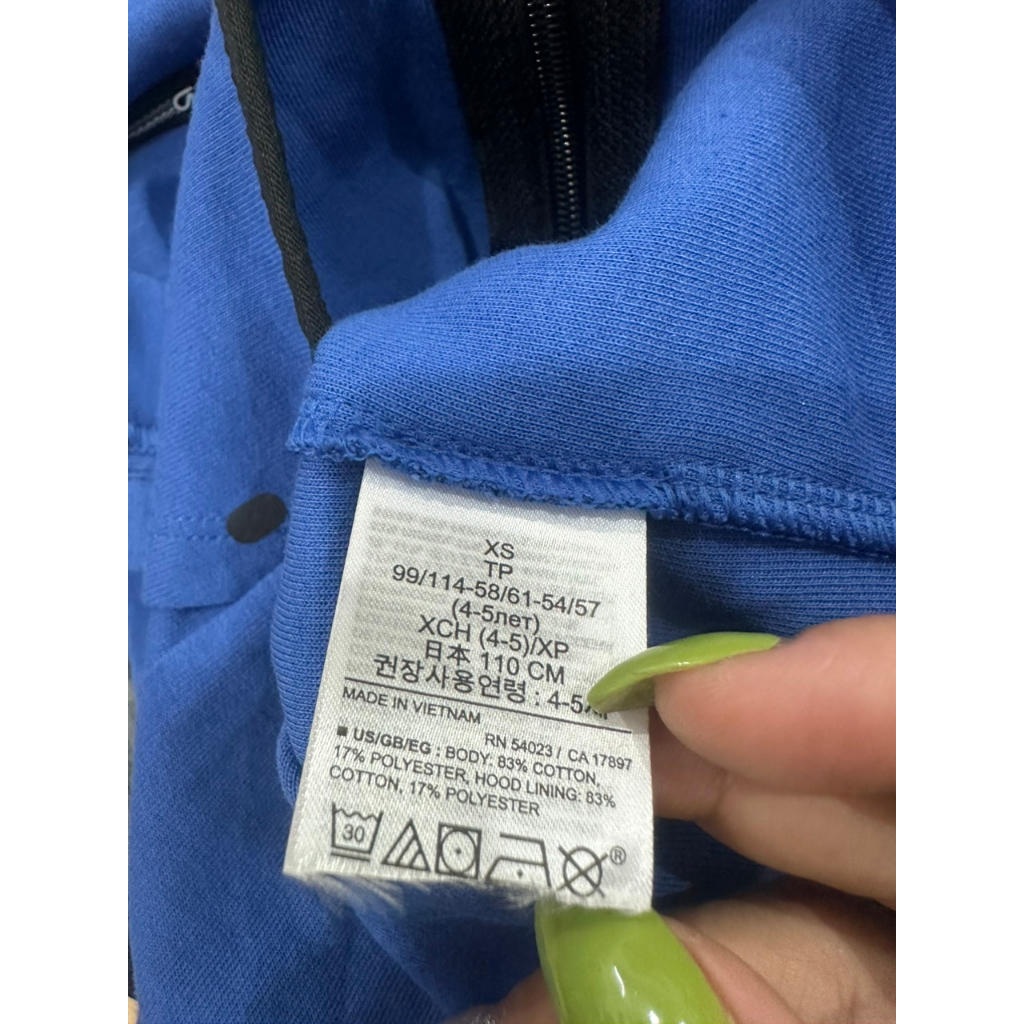 XS
TP
99/114-58/61-54/57
(4-5лет)
XCH (4-5)/XP
日本 110 CM
권장사용연령 : 4-5
MADE IN VIETNAM
RN 54023 / CA 17897
US/GB/EG : BODY: 83% COTTON,
17% POLYESTER, HOOD LINING: 83%
COTTON, 17% POLYESTER
30
®